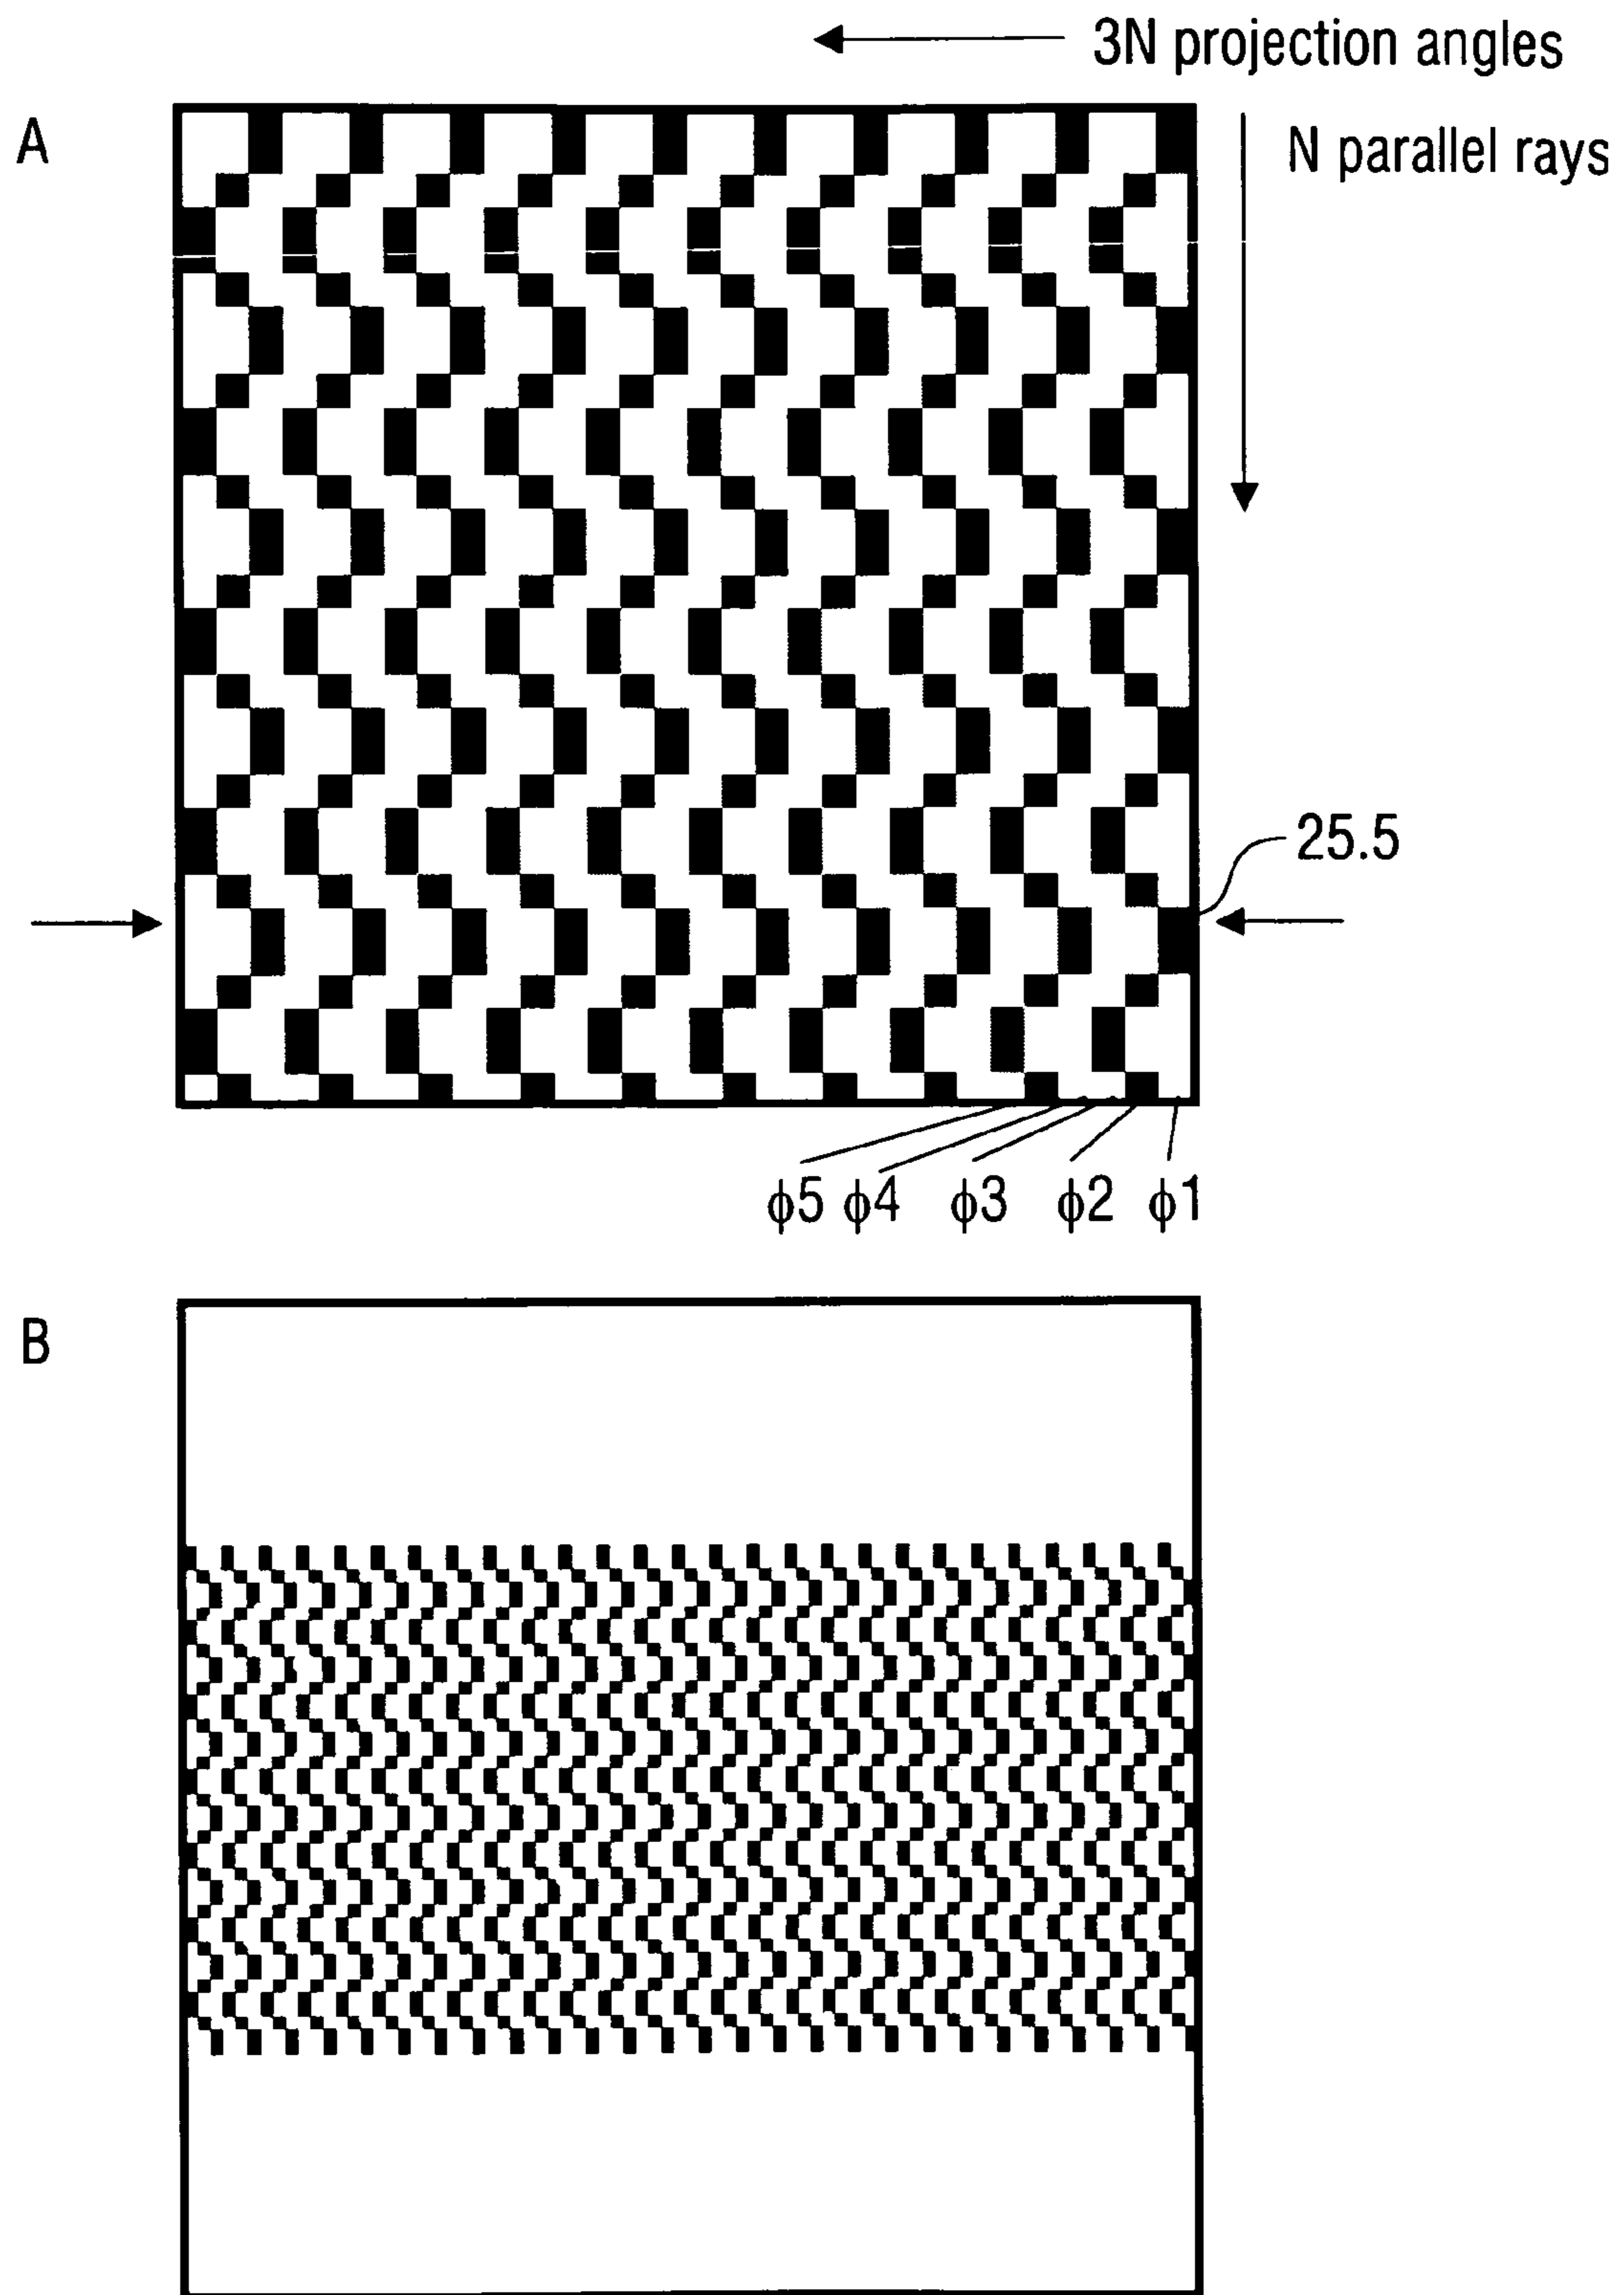 3N projection angles
A
N parallel rays
25.5
ϕ5 ϕ4 ϕ3 ϕ2 ϕ1
B